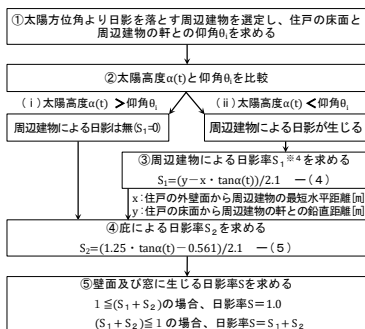 ①太陽方位角より日影を落とす周辺建物を選定し、住戸の床面と
周辺建物の軒との仰角θiを求める
②太陽高度α(t)と仰角θiを比較
(ⅰ)太陽高度α(t) >仰角θi
(ⅱ)太陽高度α(t) <仰角θi
周辺建物による日影は無(S1=0)
周辺建物による日影が生じる
③周辺建物による日影率S1※4を求める
S1=(y−x・tanα(t))/2.1 ―(4)
x:住戸の外壁面から周辺建物の最短水平距離[m]
y:住戸の床面から周辺建物の軒との鉛直距離[m]
④庇による日影率S2を求める
S2=(1.25・tanα(t)−0.561)/2.1 ―(5)
⑤壁面及び窓に生じる日影率Sを求める
1≦(S1+S2)の場合、日影率S=1.0
(S1+S2)≦1 の場合、日影率S=S1+S2